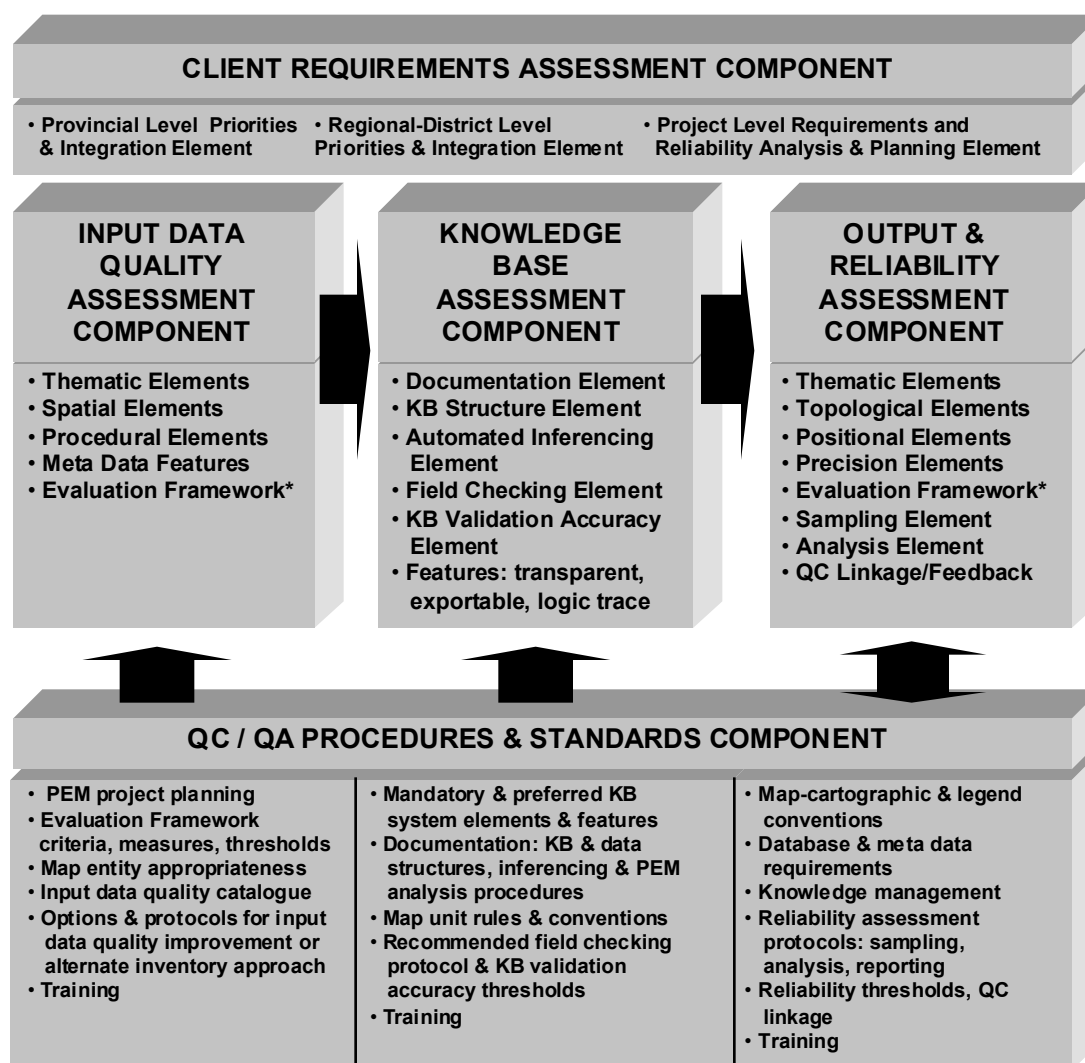 CLIENT REQUIREMENTS ASSESSMENT COMPONENT
• Provincial Level Priorities
& Integration Element
• Regional-District Level
Priorities & Integration Element
• Project Level Requirements and
Reliability Analysis & Planning Element
INPUT DATA
QUALITY
ASSESSMENT
COMPONENT
• Thematic Elements
• Spatial Elements
• Procedural Elements
• Meta Data Features
• Evaluation Framework*
KNOWLEDGE
BASE
ASSESSMENT
COMPONENT
• Documentation Element
• KB Structure Element
• Automated Inferencing
Element
• Field Checking Element
• KB Validation Accuracy
Element
• Features: transparent,
exportable, logic trace
OUTPUT &
RELIABILITY
ASSESSMENT
COMPONENT
• Thematic Elements
• Topological Elements
• Positional Elements
• Precision Elements
• Evaluation Framework*
• Sampling Element
• Analysis Element
• QC Linkage/Feedback
QC / QA PROCEDURES & STANDARDS COMPONENT
• PEM project planning
• Evaluation Framework
criteria, measures, thresholds
• Map entity appropriateness
• Input data quality catalogue
• Options & protocols for input
data quality improvement or
alternate inventory approach
• Training
• Mandatory & preferred KB
system elements & features
• Documentation: KB & data
structures, inferencing & PEM
analysis procedures
• Map unit rules & conventions
• Recommended field checking
protocol & KB validation
accuracy thresholds
• Training
• Map-cartographic & legend
conventions
• Database & meta data
requirements
• Knowledge management
• Reliability assessment
protocols: sampling,
analysis, reporting
• Reliability thresholds, QC
linkage
• Training